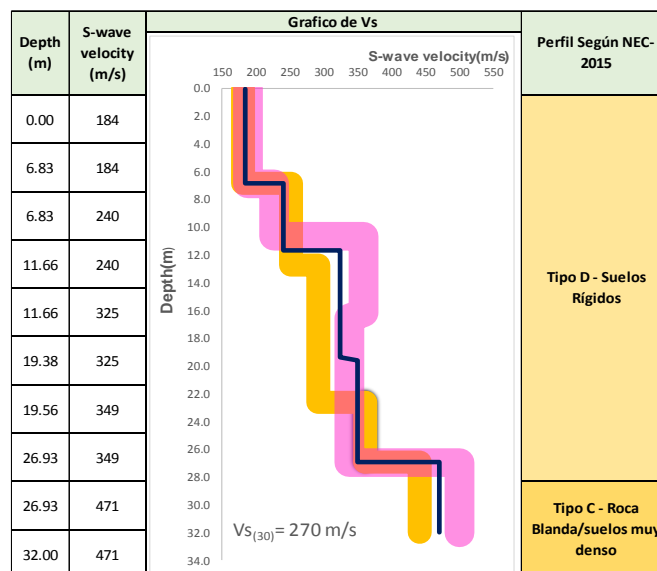 Depth (m)
S-wave velocity (m/s)
Grafico de Vs
Perfil Según NEC-2015
0.00 184
6.83 184
6.83 240
11.66 240
11.66 325
19.38 325
19.56 349
26.93 349
26.93 471
32.00 471
S-wave velocity(m/s)
150 200 250 300 350 400 450 500 550
Depth(m)
0.0
2.0
4.0
6.0
8.0
10.0
12.0
14.0
16.0
18.0
20.0
22.0
24.0
26.0
28.0
30.0
32.0
34.0
Vs(30)= 270 m/s
Tipo D - Suelos
Rígidos
Tipo C - Roca
Blanda/suelos muy
denso